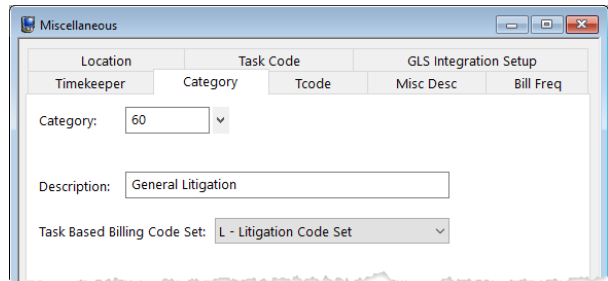 Miscellaneous
Location Task Code GLS Integration Setup
Timekeeper Category Tcode Misc Desc Bill Freq
Category: 60
Description: General Litigation
Task Based Billing Code Set: L - Litigation Code Set